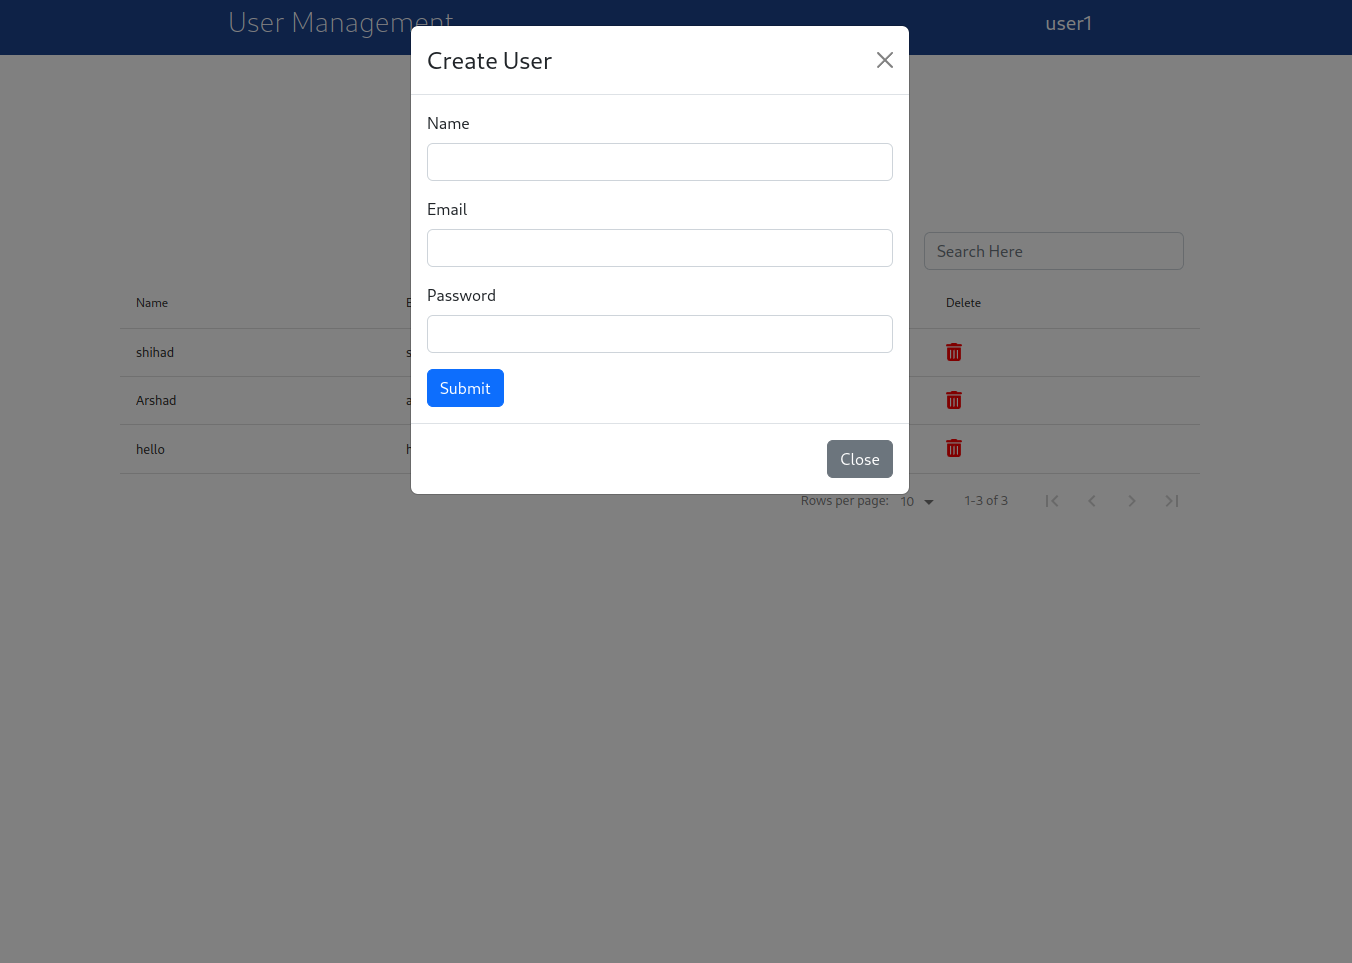 User Management
user1
Create User
Name
Email
Password
Submit
Close
Search Here
Name Delete
shihad
Arshad
hello
Rows per page: 10 1-3 of 3